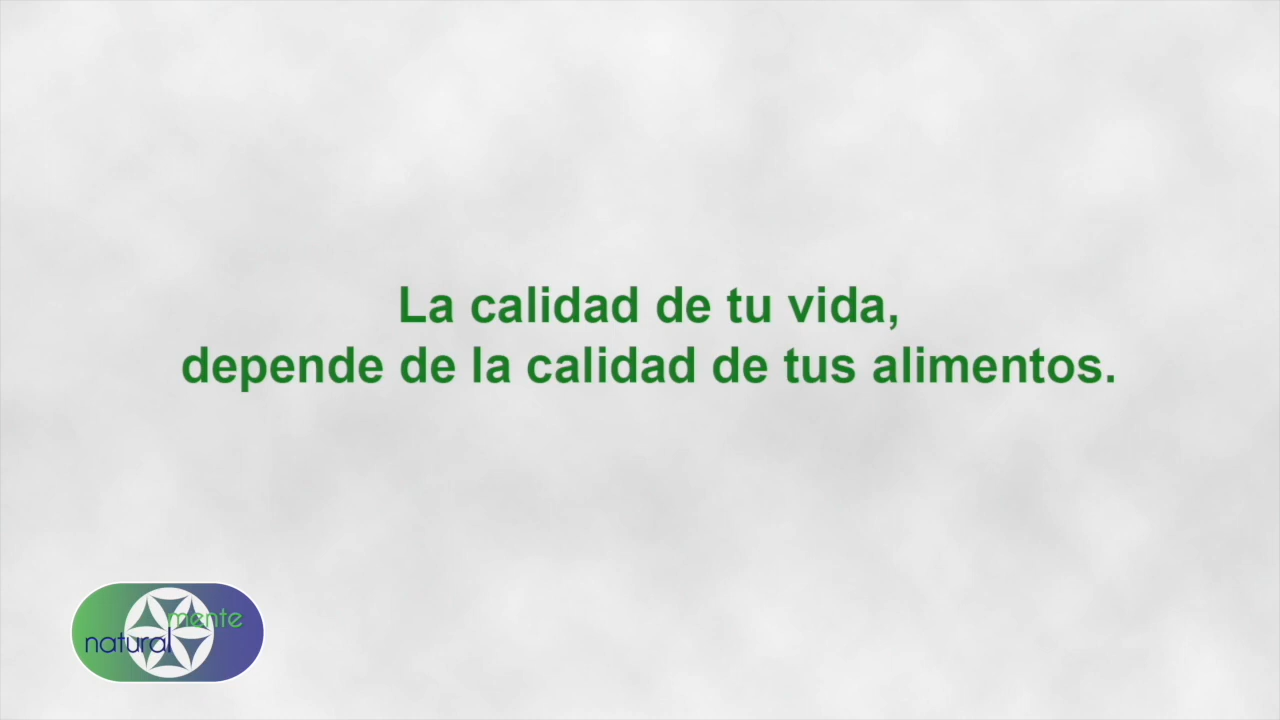 La calidad de tu vida,
depende de la calidad de tus alimentos.
mente
natural